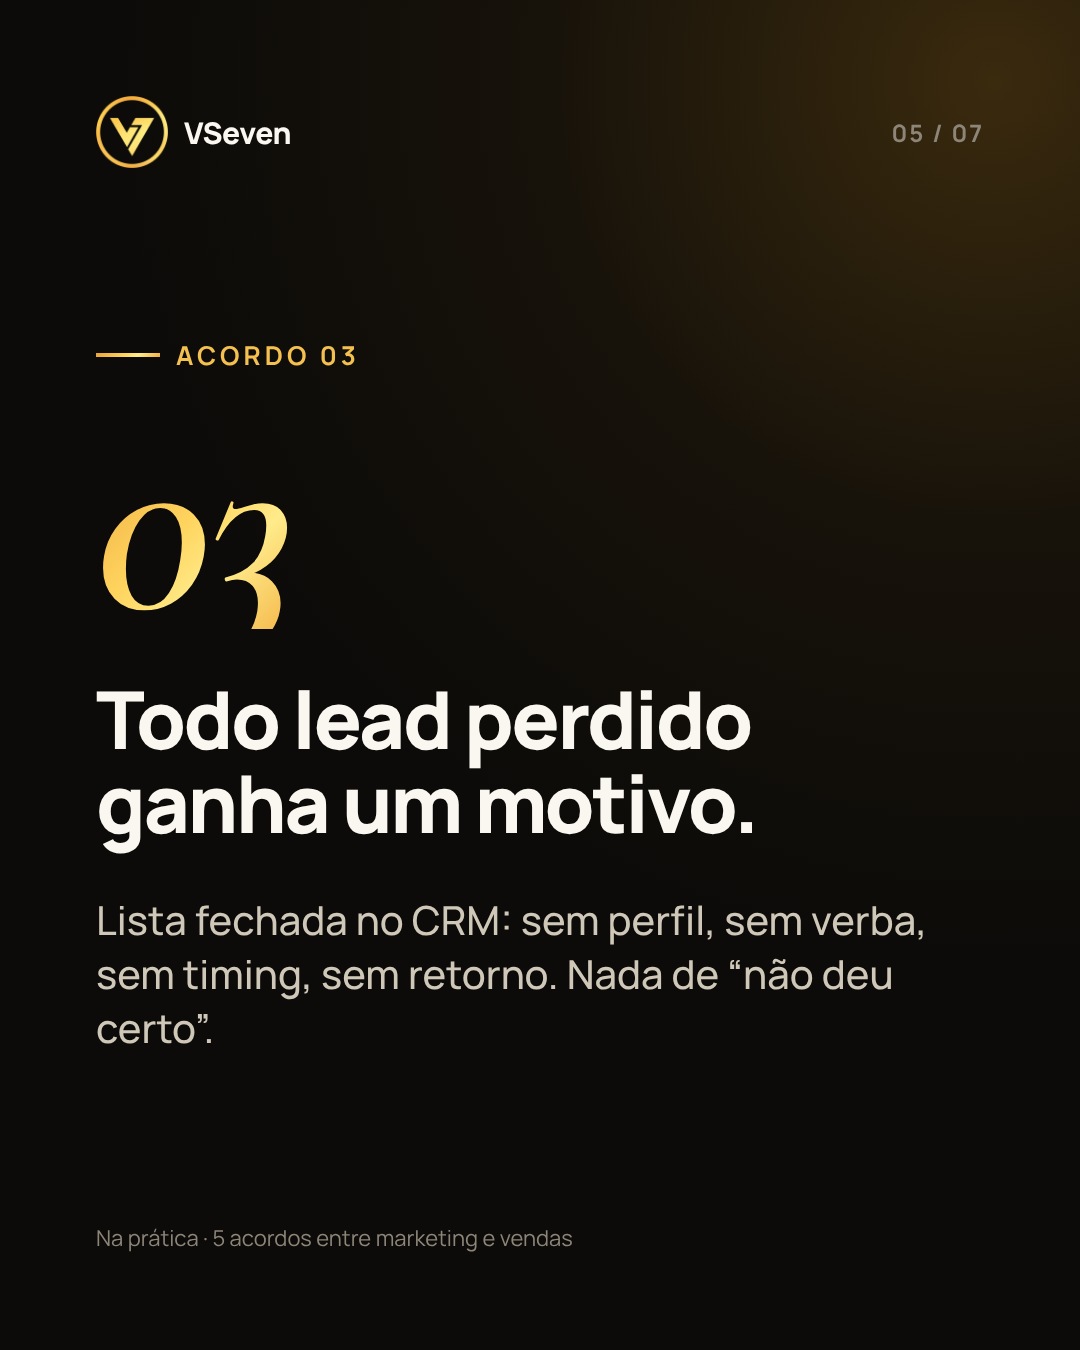 VSeven
05 / 07
ACORDO 03
03
Todo lead perdido
ganha um motivo.
Lista fechada no CRM: sem perfil, sem verba,
sem timing, sem retorno. Nada de “não deu
certo”.
Na prática · 5 acordos entre marketing e vendas